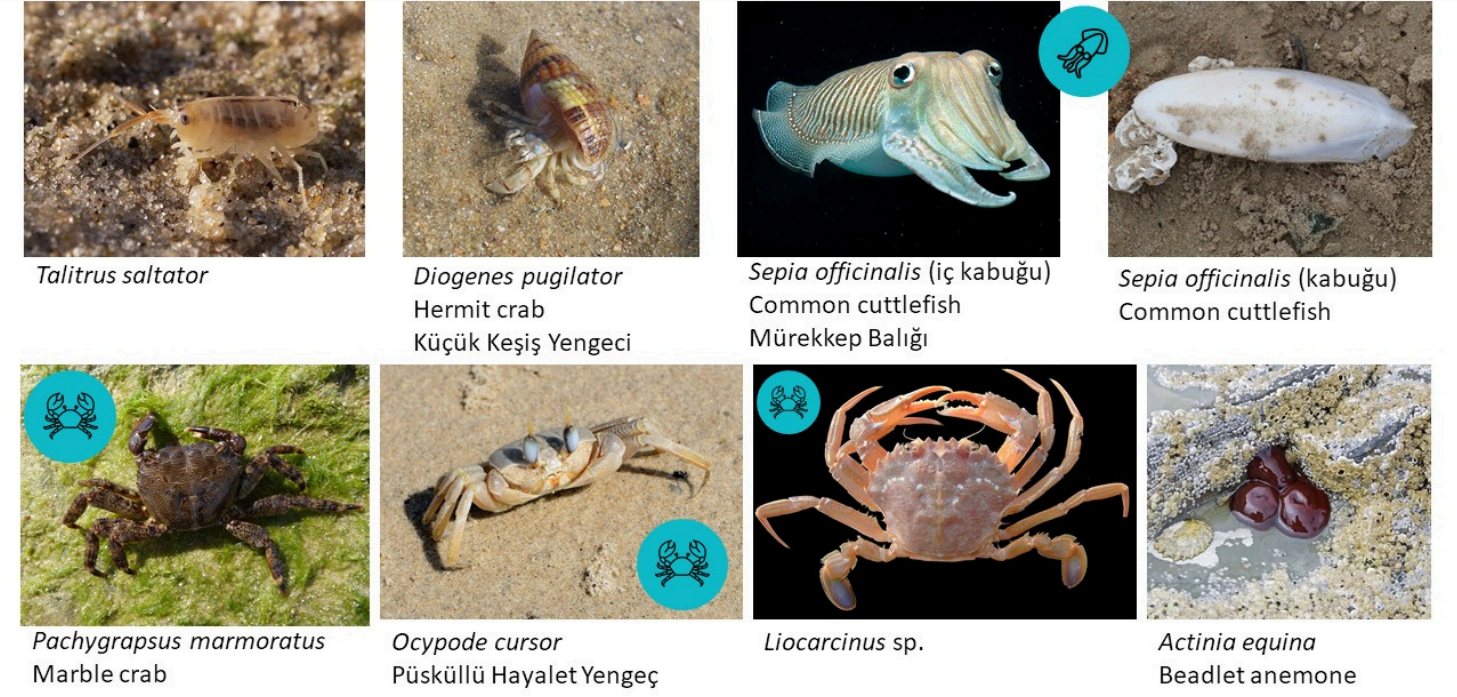 Talitrus saltator
Diogenes pugilator
Hermit crab
Küçük Keşiş Yengeci
Sepia officinalis (iç kabuğu)
Common cuttlefish
Mürekkep Balığı
Sepia officinalis (kabuğu)
Common cuttlefish
Pachygrapsus marmoratus
Marble crab
Ocypode cursor
Püsküllü Hayalet Yengeç
Liocarcinus sp.
Actinia equina
Beadlet anemone